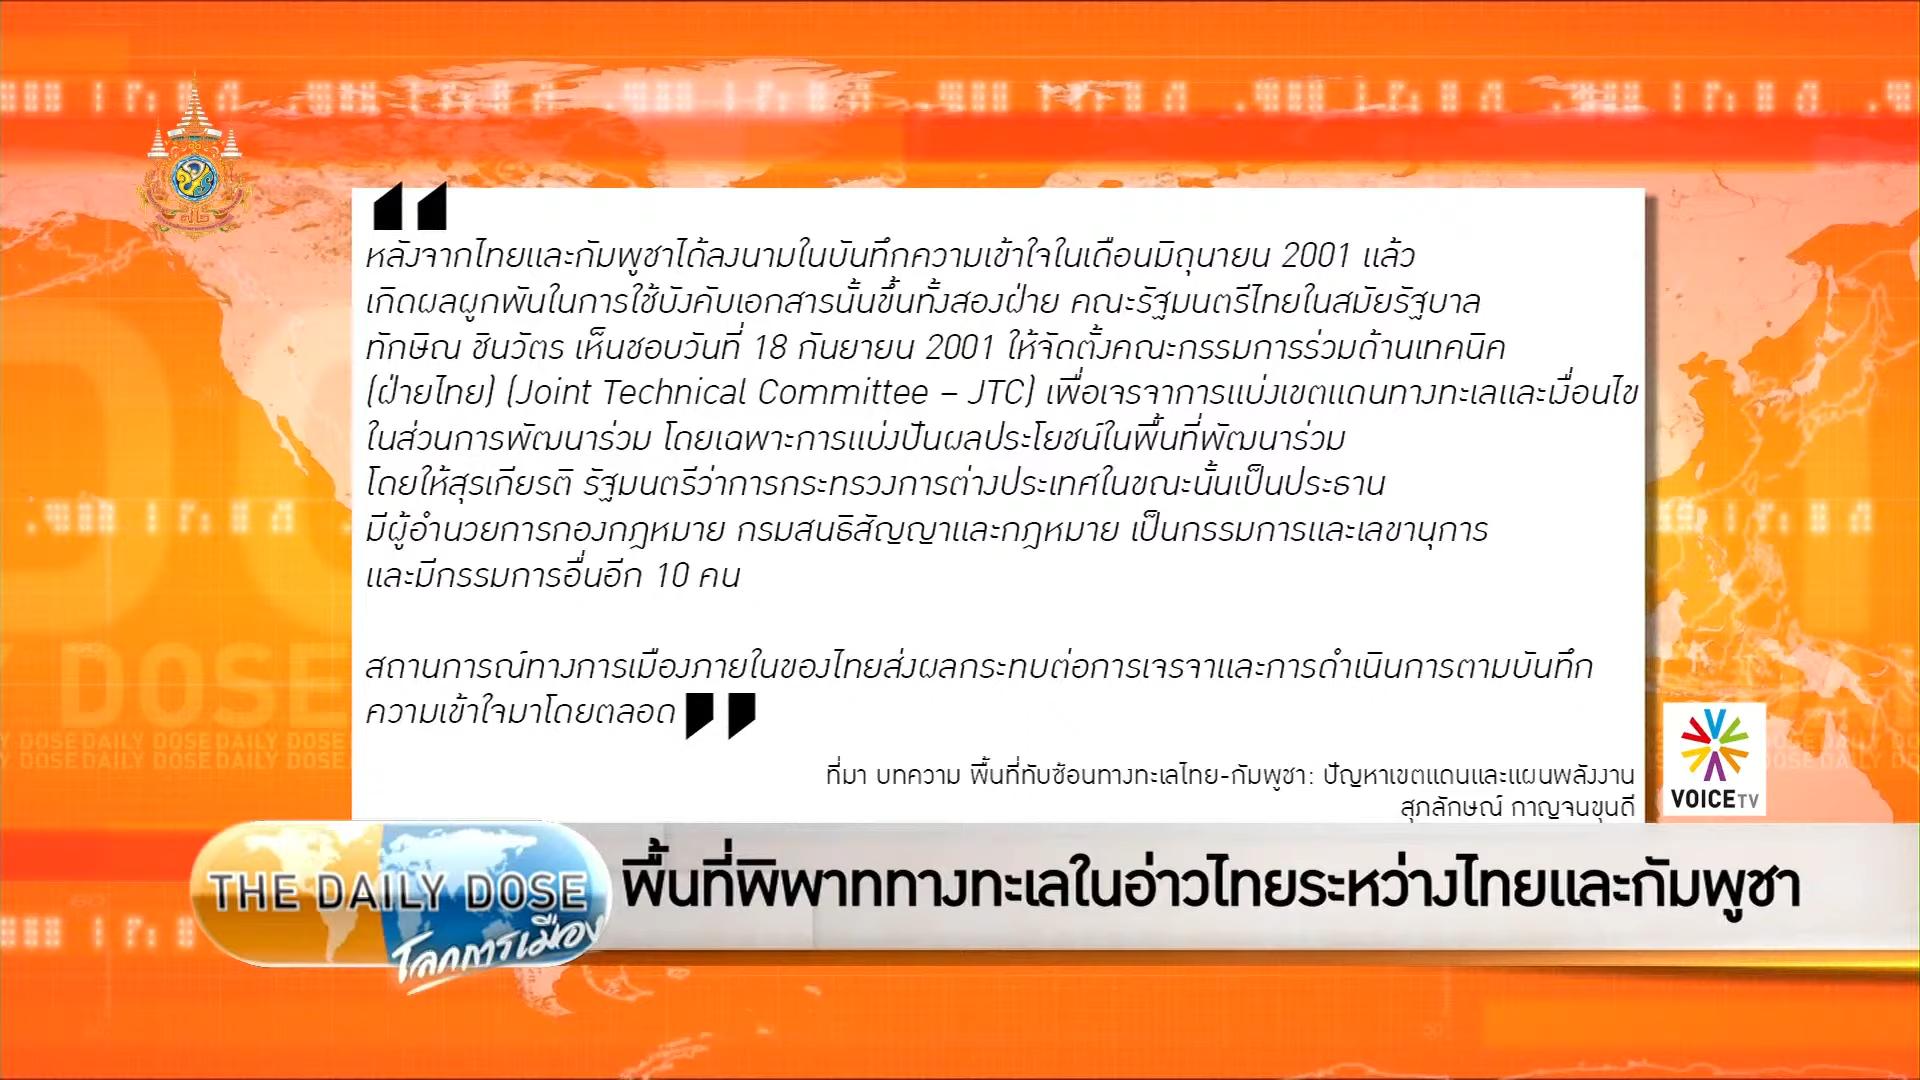 หลังจากไทยและกัมพูชาได้ลงนามในบันทึกความเข้าใจในเดือนมิถุนายน 2001 แล้ว
เกิดผลผูกพันในการใช้บังคับเอกสารนั้นขึ้นทั้งสองฝ่าย คณะรัฐมนตรีไทยในสมัยรัฐบาล
ทักษิณ ชินวัตร เห็นชอบวันที่ 18 กันยายน 2001 ให้จัดตั้งคณะกรรมการร่วมด้านเทคนิค
(ฝ่ายไทย) (Joint Technical Committee – JTC) เพื่อเจรจาการแบ่งเขตแดนทางทะเลและเงื่อนไข
ในส่วนการพัฒนาร่วม โดยเฉพาะการแบ่งปันผลประโยชน์ในพื้นที่พัฒนาร่วม
โดยให้สุรเกียรติ รัฐมนตรีว่าการกระทรวงการต่างประเทศในขณะนั้นเป็นประธาน
มีผู้อำนวยการกองกฎหมาย กรมสนธิสัญญาและกฎหมาย เป็นกรรมการและเลขานุการ
และมีกรรมการอื่นอีก 10 คน
สถานการณ์ทางการเมืองภายในของไทยส่งผลกระทบต่อการเจรจาและการดำเนินการตามบันทึก
ความเข้าใจมาโดยตลอด
ที่มา บทความ พื้นที่ทับซ้อนทางทะเลไทย-กัมพูชา: ปัญหาเขตแดนและแผนพลังงาน
สุภลักษณ์ กาญจนขุนดี
VOICE TV
THE DAILY DOSE
โลกการเมือง
พื้นที่พิพาททางทะเลในอ่าวไทยระหว่างไทยและกัมพูชา
DOSE
DAILY DOSE DAILY DOSE DAILY DOSE
DAILY DOSE DAILY DOSE DAILY DOSE